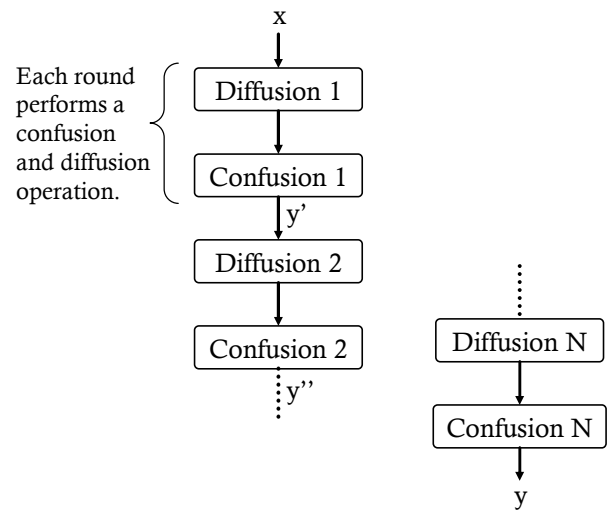 x
Each round
performs a
confusion
and diffusion
operation.
Diffusion 1
Confusion 1
y'
Diffusion 2
Confusion 2
y''
Diffusion N
Confusion N
y